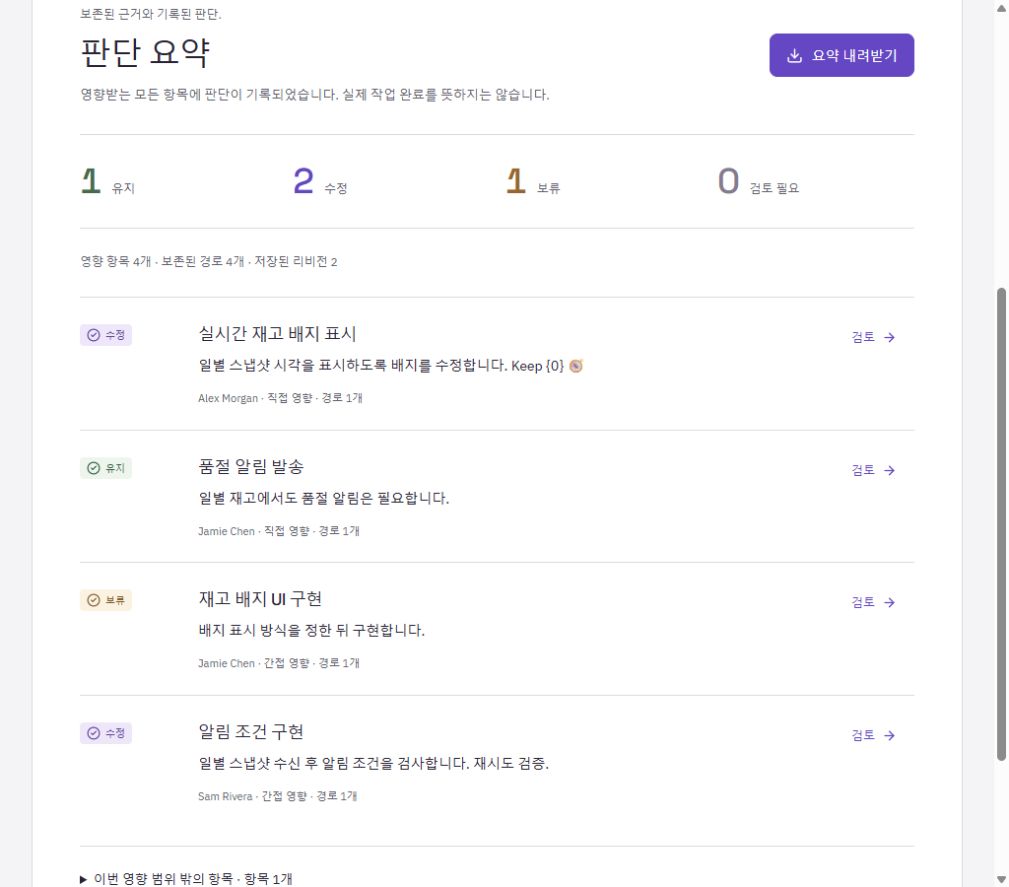 보존된 근거와 기록된 판단.
판단 요약
요약 내려받기
영향받는 모든 항목에 판단이 기록되었습니다. 실제 작업 완료를 뜻하지는 않습니다.
1 유지
2 수정
1 보류
0 검토 필요
영향 항목 4개 · 보존된 경로 4개 · 저장된 리비전 2
수정
실시간 재고 배지 표시
검토 →
일별 스냅샷 시각을 표시하도록 배지를 수정합니다. Keep {0} 🧭
Alex Morgan · 직접 영향 · 경로 1개
유지
품절 알림 발송
검토 →
일별 재고에서도 품절 알림은 필요합니다.
Jamie Chen · 직접 영향 · 경로 1개
보류
재고 배지 UI 구현
검토 →
배지 표시 방식을 정한 뒤 구현합니다.
Jamie Chen · 간접 영향 · 경로 1개
수정
알림 조건 구현
검토 →
일별 스냅샷 수신 후 알림 조건을 검사합니다. 재시도 검증.
Sam Rivera · 간접 영향 · 경로 1개
▶ 이번 영향 범위 밖의 항목 · 항목 1개